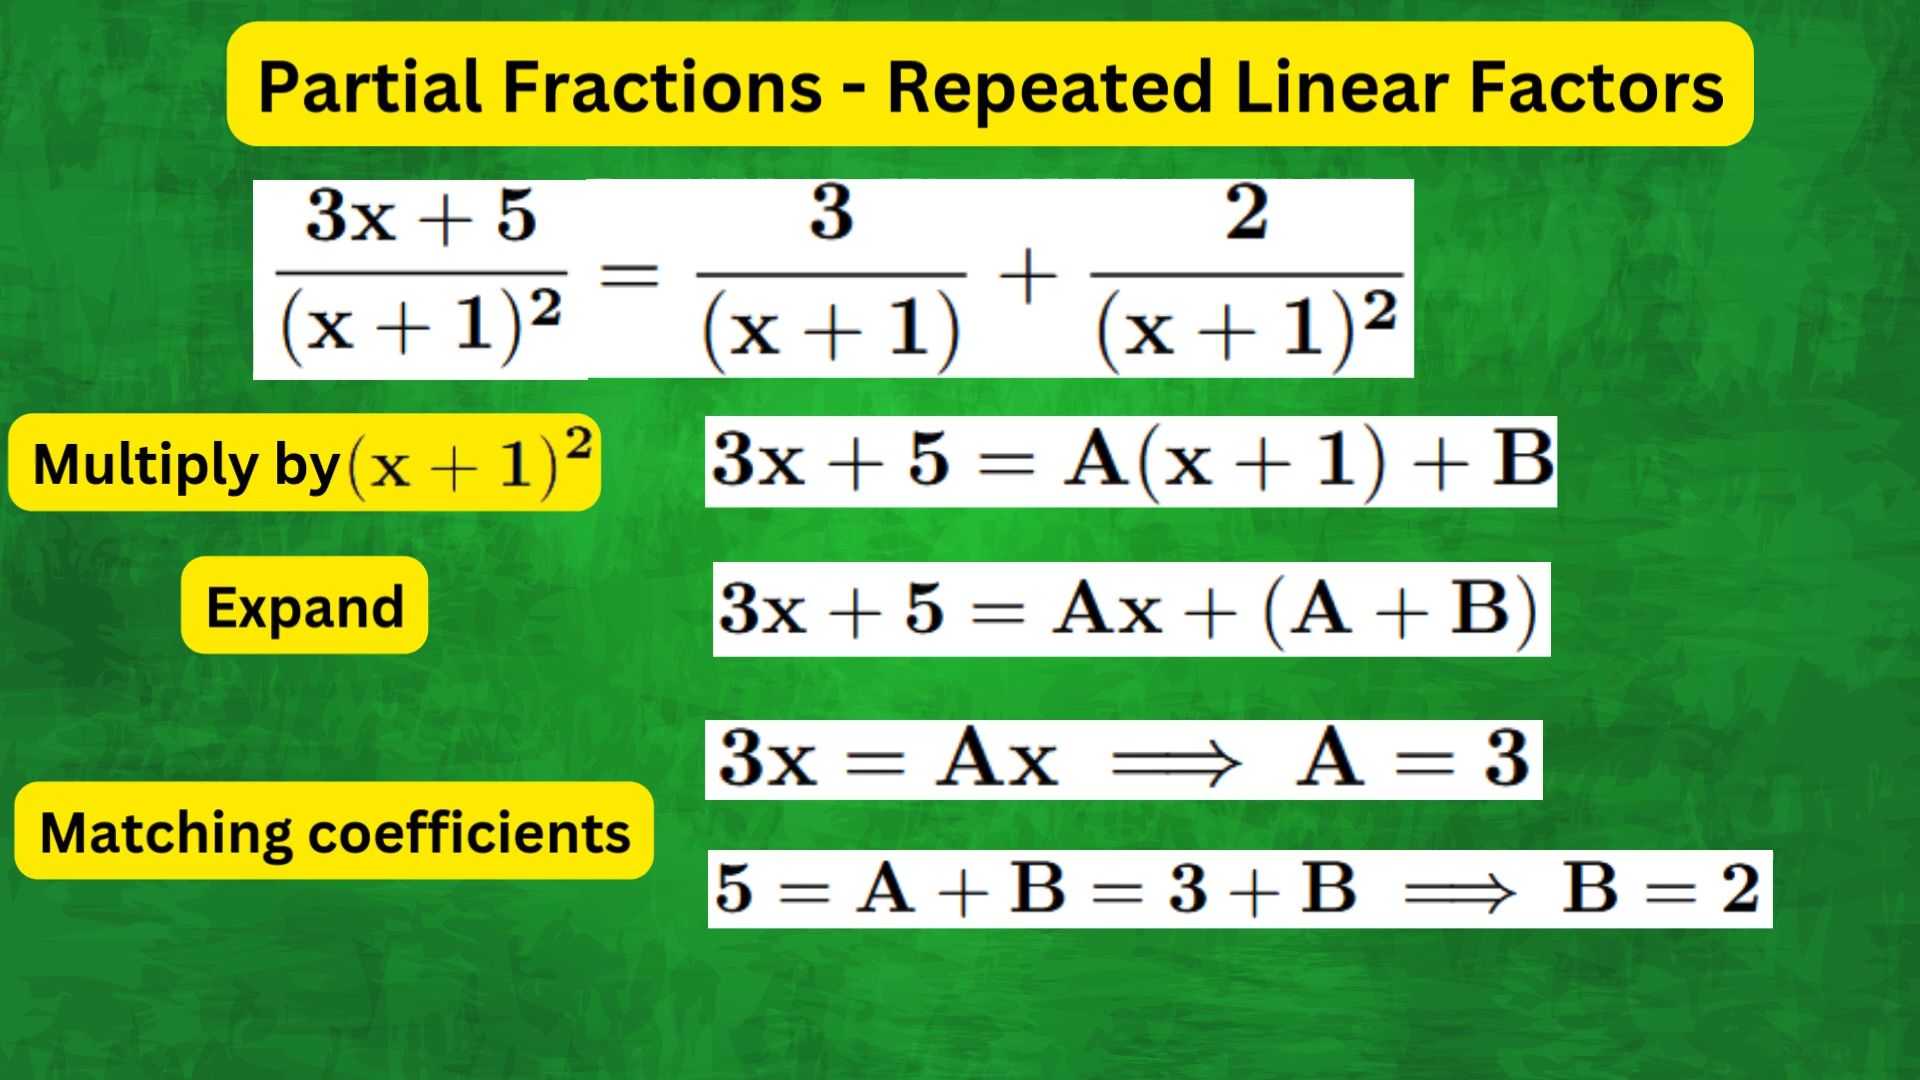 Partial Fractions - Repeated Linear Factors
(3x + 5)/(x + 1)² = 3/(x + 1) + 2/(x + 1)²
Multiply by (x + 1)² 3x + 5 = A(x + 1) + B
Expand 3x + 5 = Ax + (A + B)
3x = Ax ⟹ A = 3
Matching coefficients
5 = A + B = 3 + B ⟹ B = 2